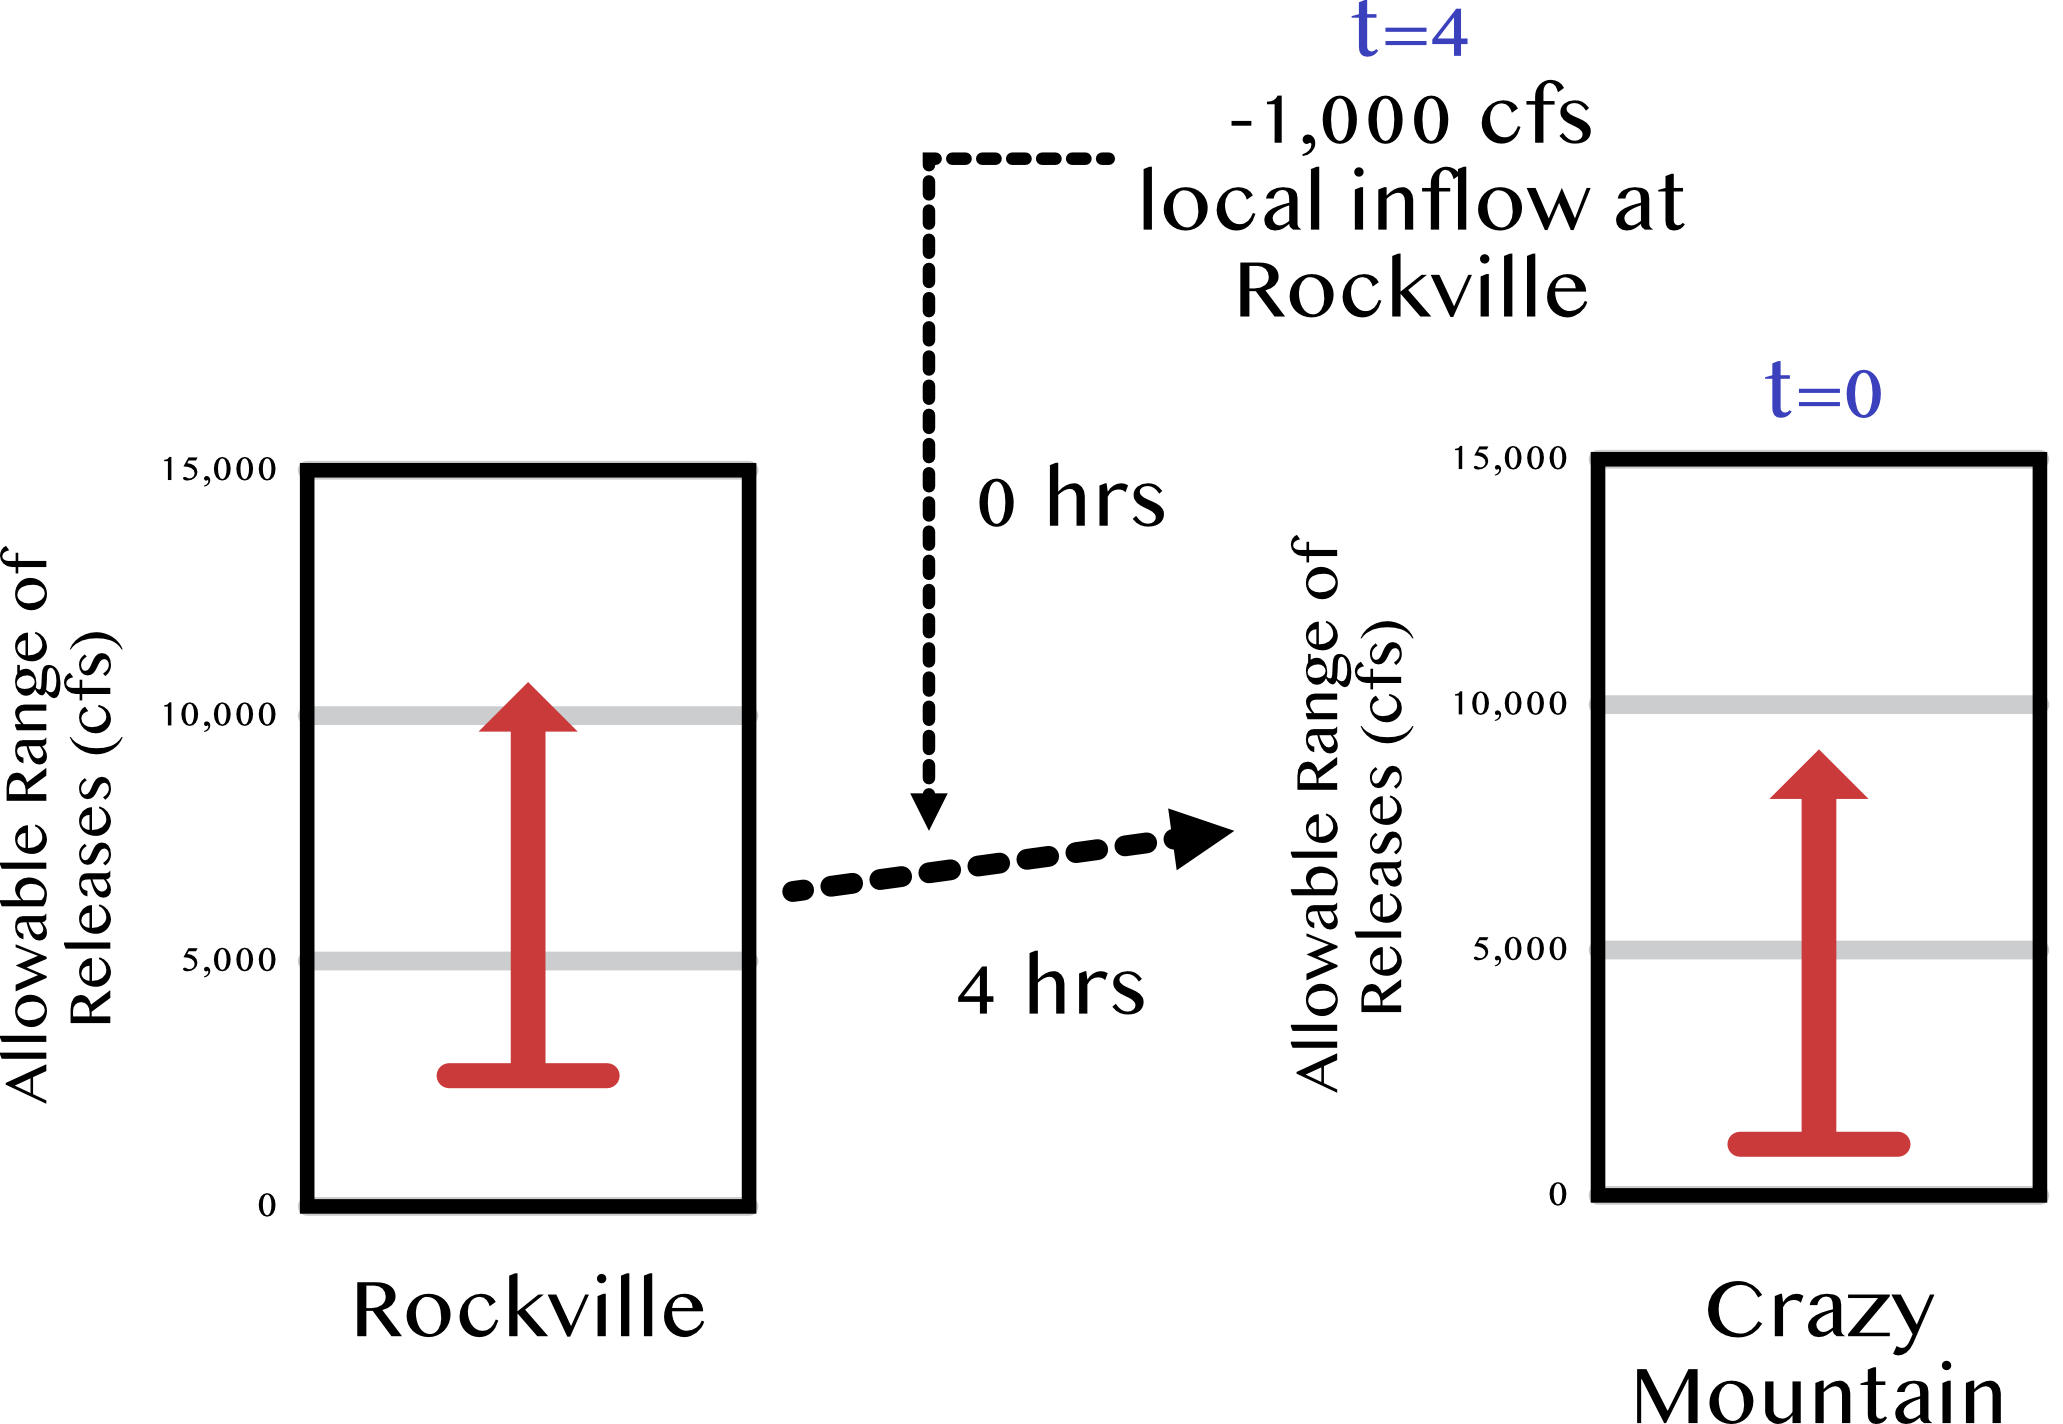 t=4
-1,000 cfs
local inflow at
Rockville
t=0
0 hrs
4 hrs
Allowable Range of
Releases (cfs)
15,000
10,000
5,000
0
Rockville
Allowable Range of
Releases (cfs)
15,000
10,000
5,000
0
Crazy
Mountain